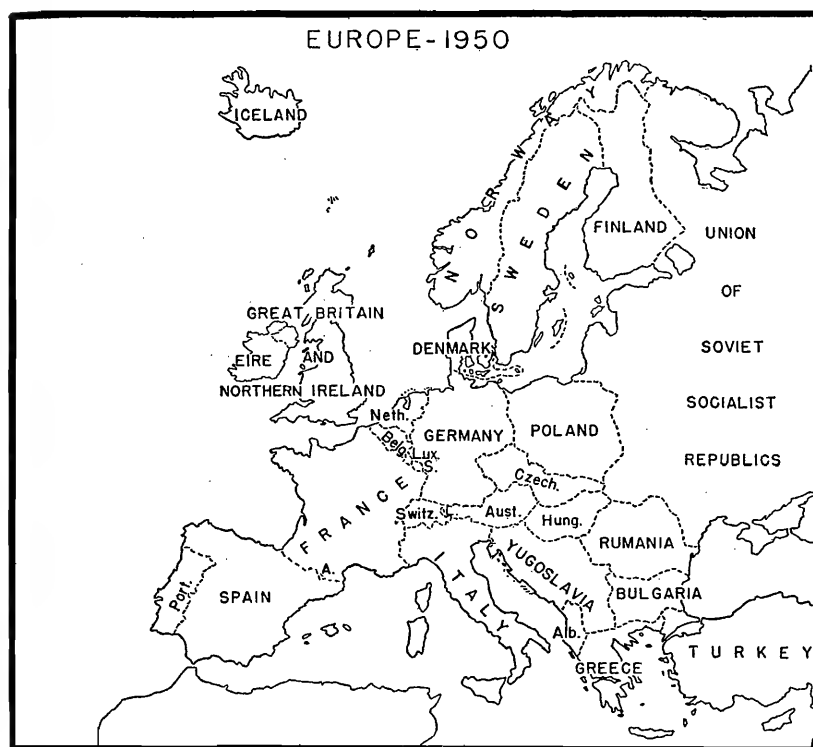 EUROPE-1950
ICELAND
NORWAY
SWEDEN
FINLAND
UNION
OF
SOVIET
SOCIALIST
REPUBLICS
GREAT BRITAIN
AND
NORTHERN IRELAND
EIRE
DENMARK
Neth.
Belg.
Lux.
S.
GERMANY
POLAND
Czech.
FRANCE
Switz.
L.
Aust.
Hung.
RUMANIA
YUGOSLAVIA
BULGARIA
ITALY
Alb.
GREECE
TURKEY
A.
SPAIN
Port.